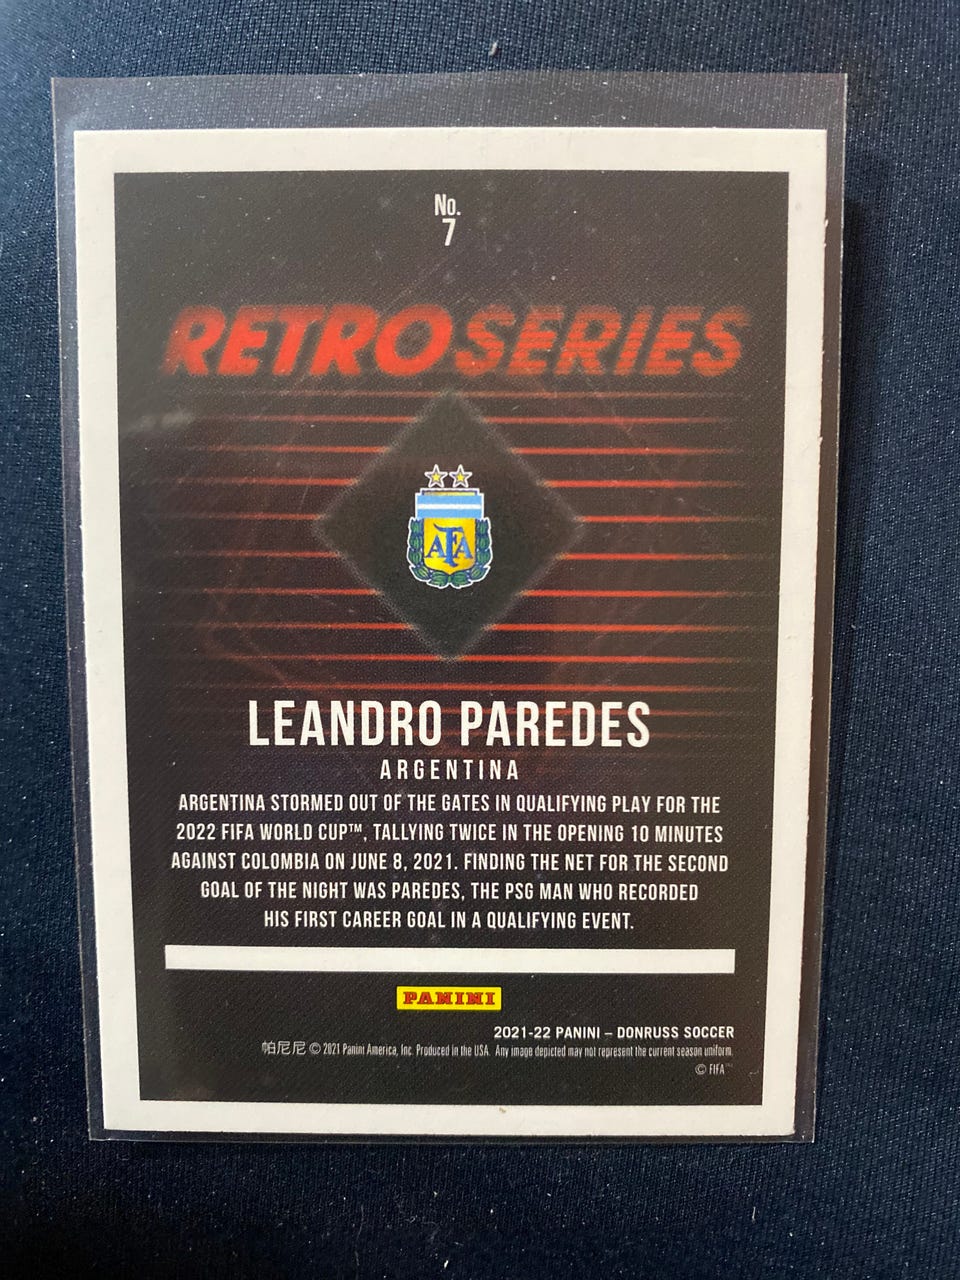 No.
7
RETRO SERIES
AFA
LEANDRO PAREDES
ARGENTINA
ARGENTINA STORMED OUT OF THE GATES IN QUALIFYING PLAY FOR THE
2022 FIFA WORLD CUP™, TALLYING TWICE IN THE OPENING 10 MINUTES
AGAINST COLOMBIA ON JUNE 8, 2021. FINDING THE NET FOR THE SECOND
GOAL OF THE NIGHT WAS PAREDES, THE PSG MAN WHO RECORDED
HIS FIRST CAREER GOAL IN A QUALIFYING EVENT.
PANINI
2021-22 PANINI – DONRUSS SOCCER
帕尼尼 © 2021 Panini America, Inc. Produced in the USA. Any image depicted may not represent the current season uniform.
© FIFA™